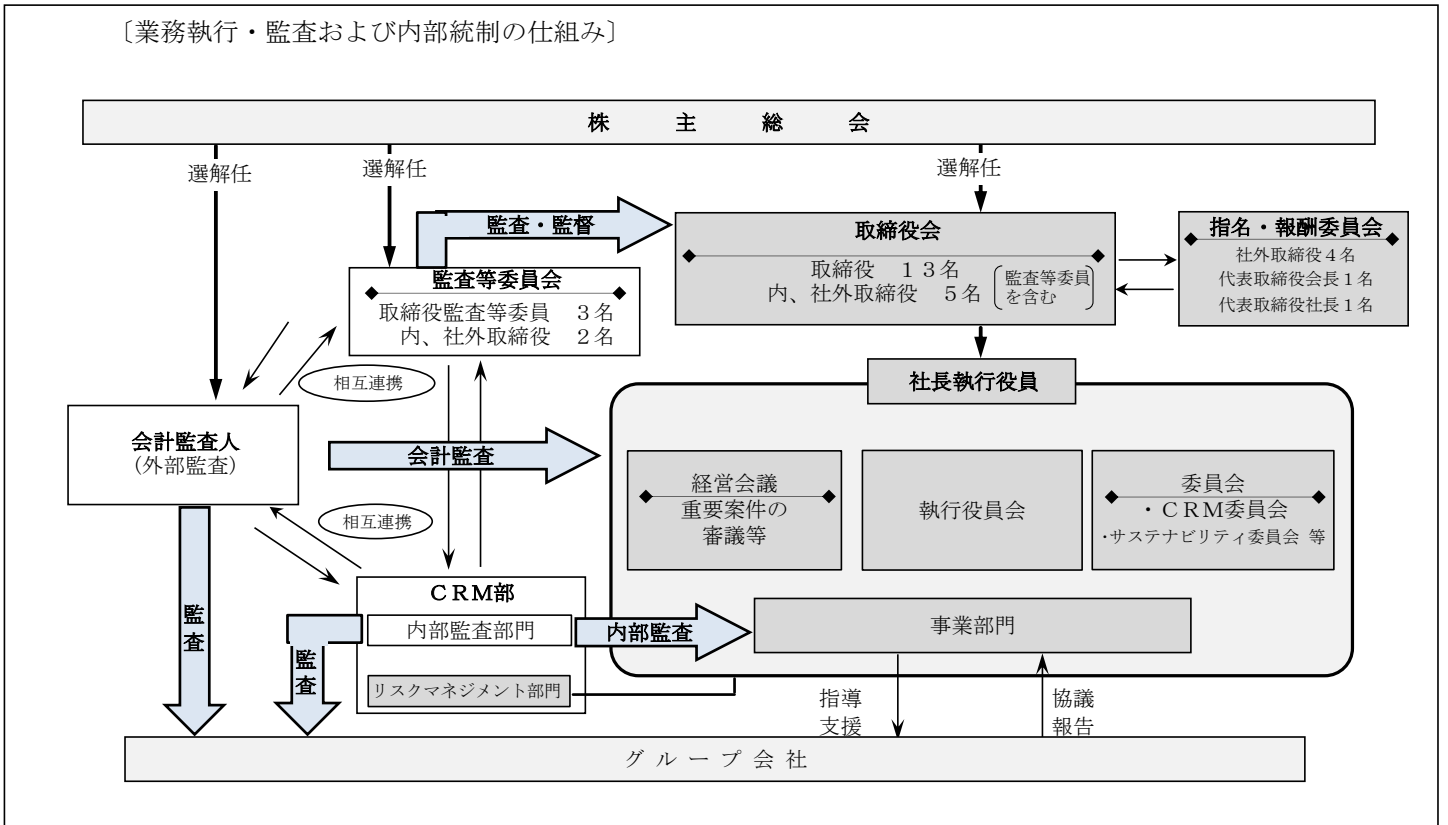 〔業務執行・監査および内部統制の仕組み〕
株主総会
選解任
選解任
選解任
監査・監督
取締役会
取締役 １３名
内、社外取締役 ５名
監査等委員
を含む
指名・報酬委員会
社外取締役４名
代表取締役会長１名
代表取締役社長１名
監査等委員会
取締役監査等委員 ３名
内、社外取締役 ２名
相互連携
社長執行役員
会計監査人
（外部監査）
会計監査
経営会議
重要案件の
審議等
執行役員会
委員会
・ＣＲＭ委員会
・サステナビリティ委員会 等
相互連携
ＣＲＭ部
内部監査部門
内部監査
事業部門
監査
監査
リスクマネジメント部門
指導
支援
協議
報告
グループ会社